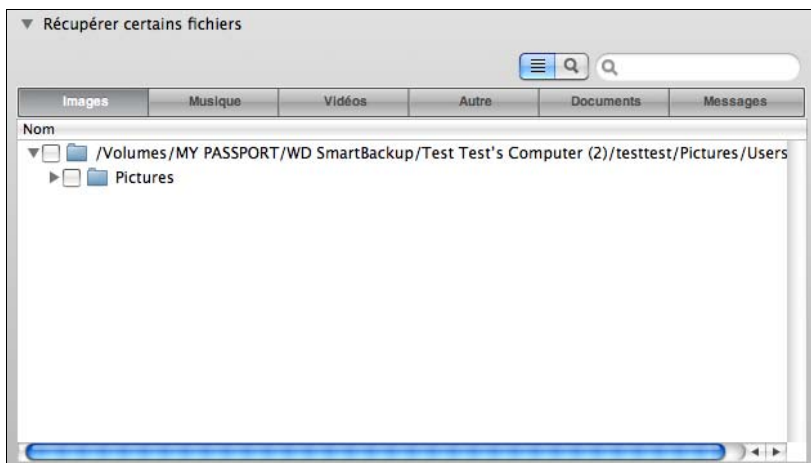 Récupérer certains fichiers
Images Musique Vidéos Autre Documents Messages
Nom
/Volumes/MY PASSPORT/WD SmartBackup/Test Test's Computer (2)/testtest/Pictures/Users
Pictures